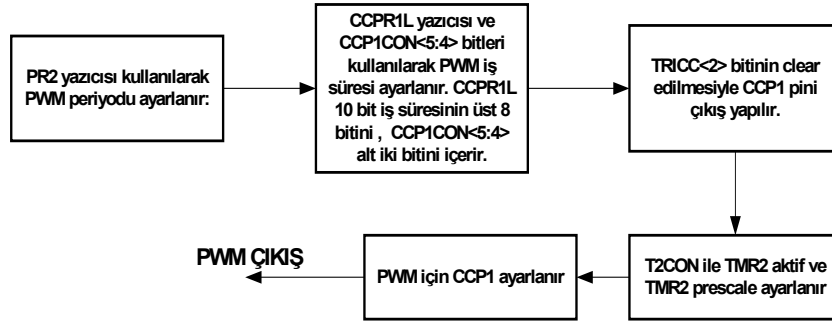 PR2 yazıcısı kullanılarak
PWM periyodu ayarlanır:
CCPR1L yazıcısı ve
CCP1CON<5:4> bitleri
kullanılarak PWM iş
süresi ayarlanır. CCPR1L
10 bit iş süresinin üst 8
bitini , CCP1CON<5:4>
alt iki bitini içerir.
TRICC<2> bitinin clear
edilmesiyle CCP1 pini
çıkış yapılır.
T2CON ile TMR2 aktif ve
TMR2 prescale ayarlanır
PWM için CCP1 ayarlanır
PWM ÇIKIŞ